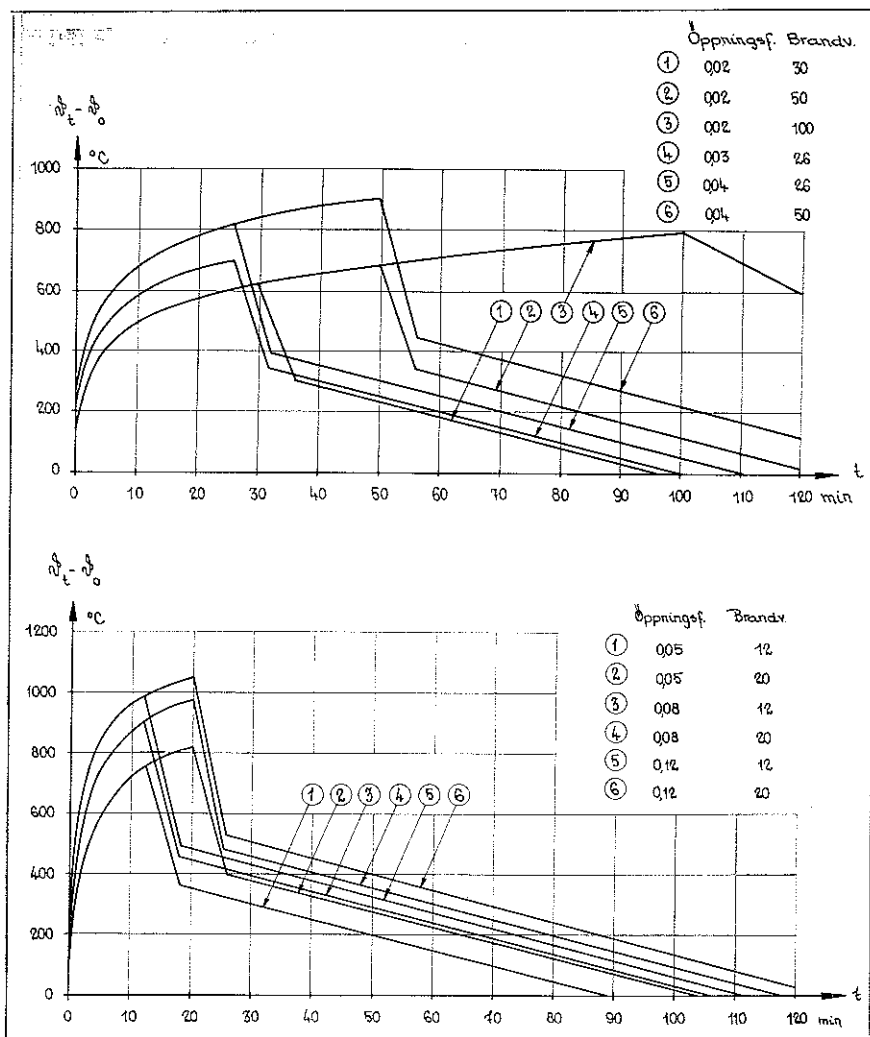 Öppningsf. Brandv.
① 0,02 30
② 0,02 50
③ 0,02 100
④ 0,03 26
⑤ 0,04 26
⑥ 0,04 50
ϑt - ϑo
°C
1000
800
600
400
200
0
① ② ③ ④ ⑤ ⑥
0 10 20 30 40 50 60 70 80 90 100 110 120 min
t
ϑt - ϑo
°C
1200
1000
800
600
400
200
0
Öppningsf. Brandv.
① 0,05 12
② 0,05 20
③ 0,08 12
④ 0,08 20
⑤ 0,12 12
⑥ 0,12 20
① ② ③ ④ ⑤ ⑥
0 10 20 30 40 50 60 70 80 90 100 110 120 min
t